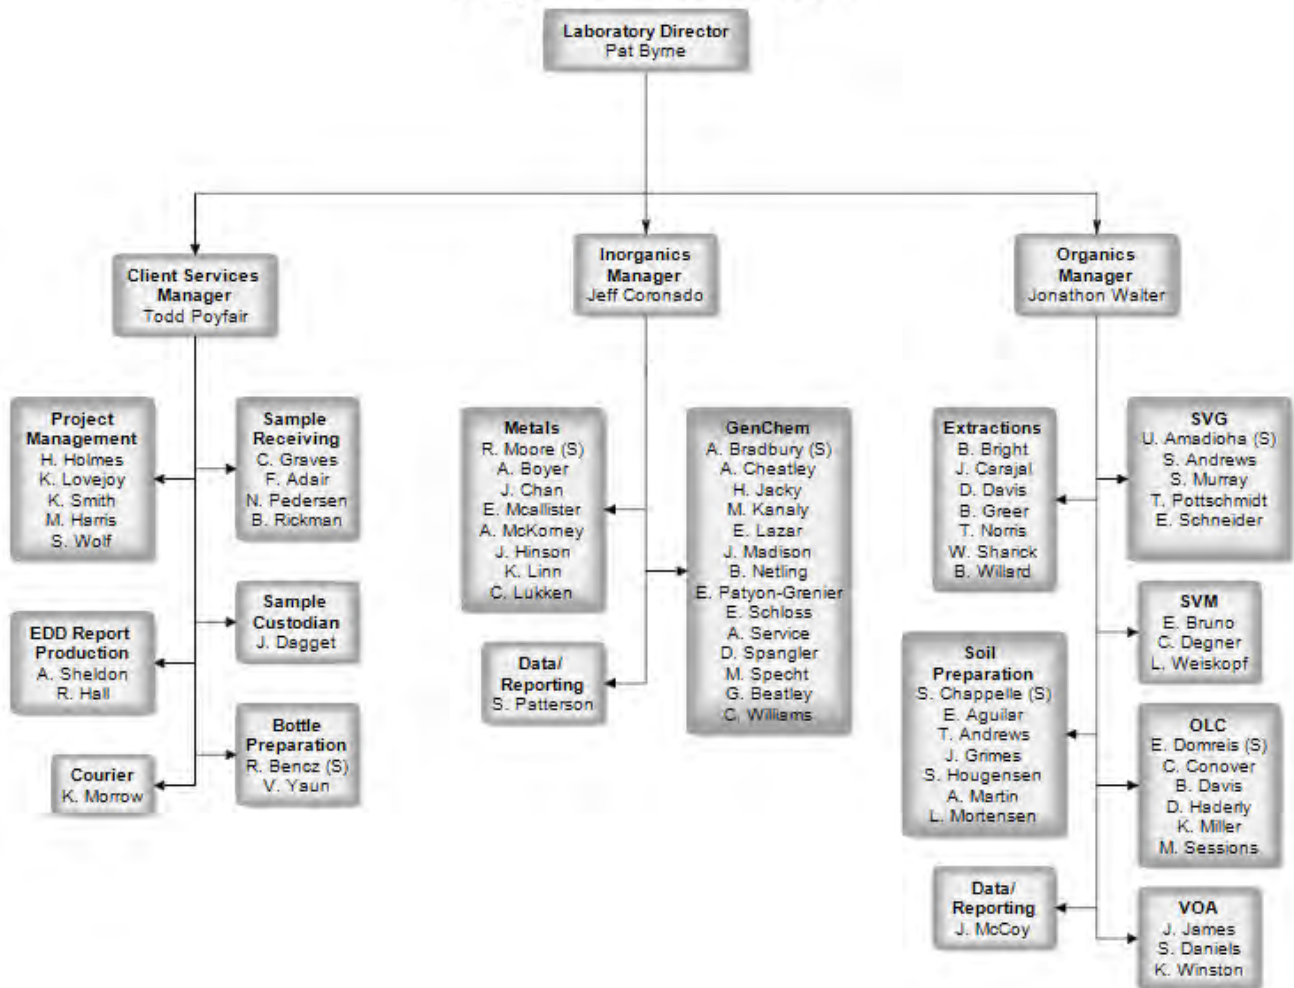 Laboratory Director
Pat Byrne
Client Services
Manager
Todd Poyfair
Inorganics
Manager
Jeff Coronado
Organics
Manager
Jonathon Walter
Project
Management
H. Holmes
K. Lovejoy
K. Smith
M. Harris
S. Wolf
Sample
Receiving
C. Graves
F. Adair
N. Pedersen
B. Rickman
EDD Report
Production
A. Sheldon
R. Hall
Sample
Custodian
J. Dagget
Courier
K. Morrow
Bottle
Preparation
R. Bencz (S)
V. Yaun
Metals
R. Moore (S)
A. Boyer
J. Chan
E. Mcallister
A. McKorney
J. Hinson
K. Linn
C. Lukken
Data/
Reporting
S. Patterson
GenChem
A. Bradbury (S)
A. Cheatley
H. Jacky
M. Kanaly
E. Lazar
J. Madison
B. Netling
E. Patyon-Grenier
E. Schloss
A. Service
D. Spangler
M. Specht
G. Beatley
C. Williams
Extractions
B. Bright
J. Carajal
D. Davis
B. Greer
T. Norris
W. Sharick
B. Willard
SVG
U. Amadioha (S)
S. Andrews
S. Murray
T. Pottschmidt
E. Schneider
SVM
E. Bruno
C. Degner
L. Weiskopf
Soil
Preparation
S. Chappelle (S)
E. Aguilar
T. Andrews
J. Grimes
S. Hougensen
A. Martin
L. Mortensen
OLC
E. Domreis (S)
C. Conover
B. Davis
D. Haderly
K. Miller
M. Sessions
Data/
Reporting
J. McCoy
VOA
J. James
S. Daniels
K. Winston